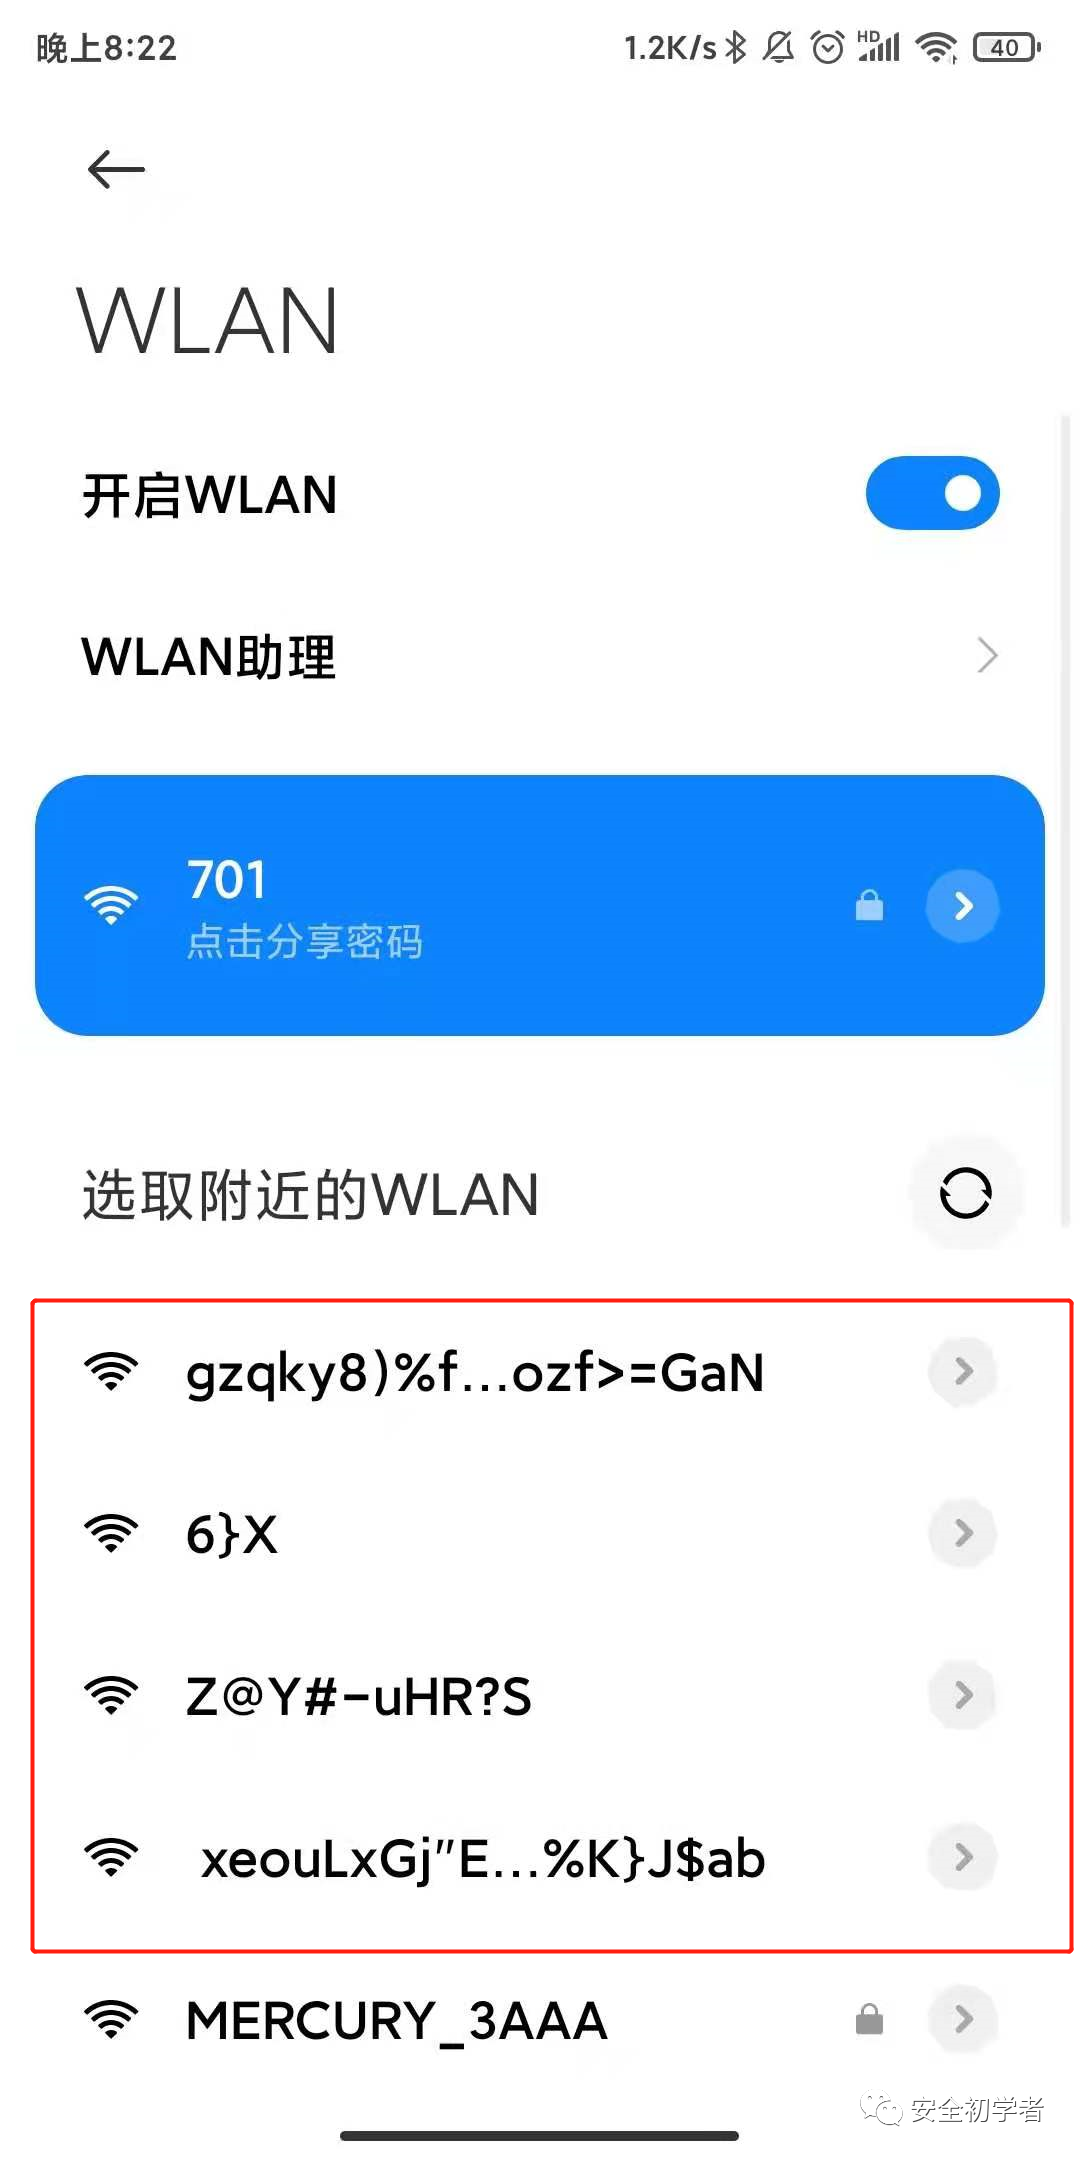 晚上8:22
1.2K/s HD 40
WLAN
开启WLAN
WLAN助理
701
点击分享密码
选取附近的WLAN
gzqky8)%f...ozf>=GaN
6}X
Z@Y#-uHR?S
xeouLxGj"E...%K}J$ab
MERCURY_3AAA
安全初学者